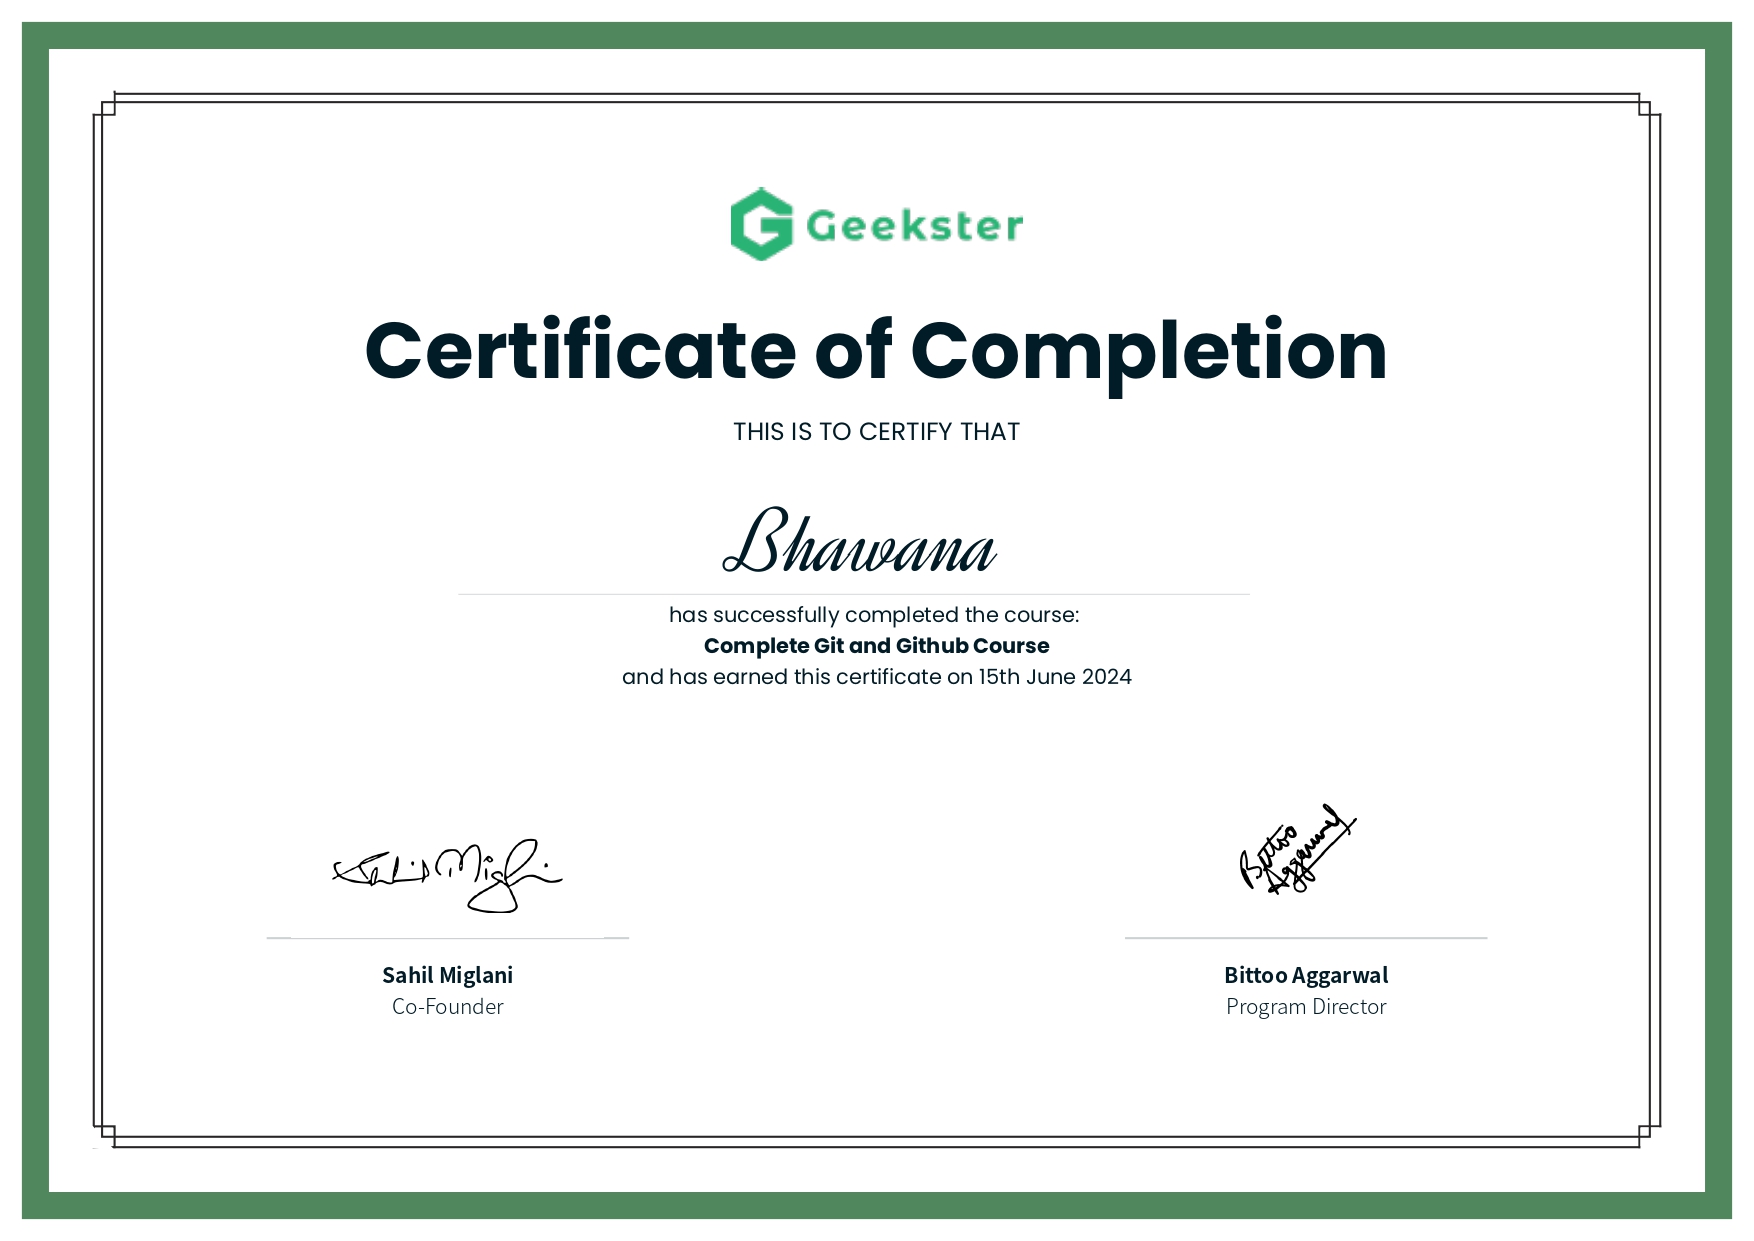 Geekster
Certificate of Completion
THIS IS TO CERTIFY THAT
Bhawana
has successfully completed the course:
Complete Git and Github Course
and has earned this certificate on 15th June 2024
Sahil Miglani
Bittoo
Aggarwal
Sahil Miglani
Co-Founder
Bittoo Aggarwal
Program Director